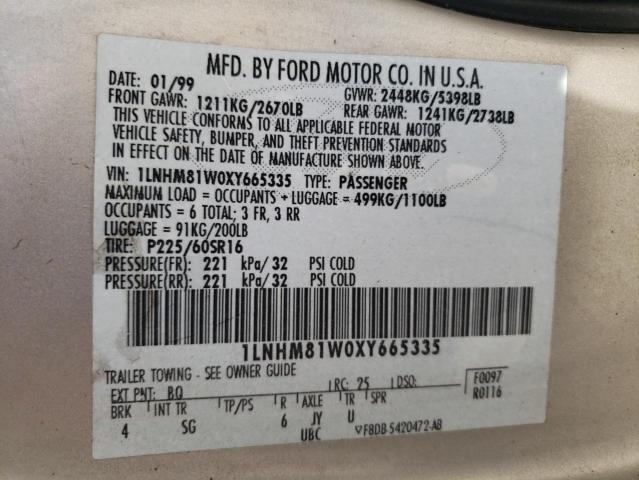 MFD. BY FORD MOTOR CO. IN U.S.A.
DATE: 01/99 GVWR: 2448KG/5398LB
FRONT GAWR: 1211KG/2670LB REAR GAWR: 1241KG/2738LB
THIS VEHICLE CONFORMS TO ALL APPLICABLE FEDERAL MOTOR
VEHICLE SAFETY, BUMPER, AND THEFT PREVENTION STANDARDS
IN EFFECT ON THE DATE OF MANUFACTURE SHOWN ABOVE.
VIN: 1LNHM81W0XY665335 TYPE: PASSENGER
MAXIMUM LOAD = OCCUPANTS + LUGGAGE = 499KG/1100LB
OCCUPANTS = 6 TOTAL; 3 FR, 3 RR
LUGGAGE = 91KG/200LB
TIRE: P225/60SR16
PRESSURE(FR): 221 kPa/32 PSI COLD
PRESSURE(RR): 221 kPa/32 PSI COLD
1LNHM81W0XY665335
TRAILER TOWING - SEE OWNER GUIDE
EXT PNT: BQ RC: 25 DSO: F0097
BRK INT TR TP/PS R AXLE TR SPR R0116
4 SG 6 JY U
UBC ▽F8DB-5420472-AB